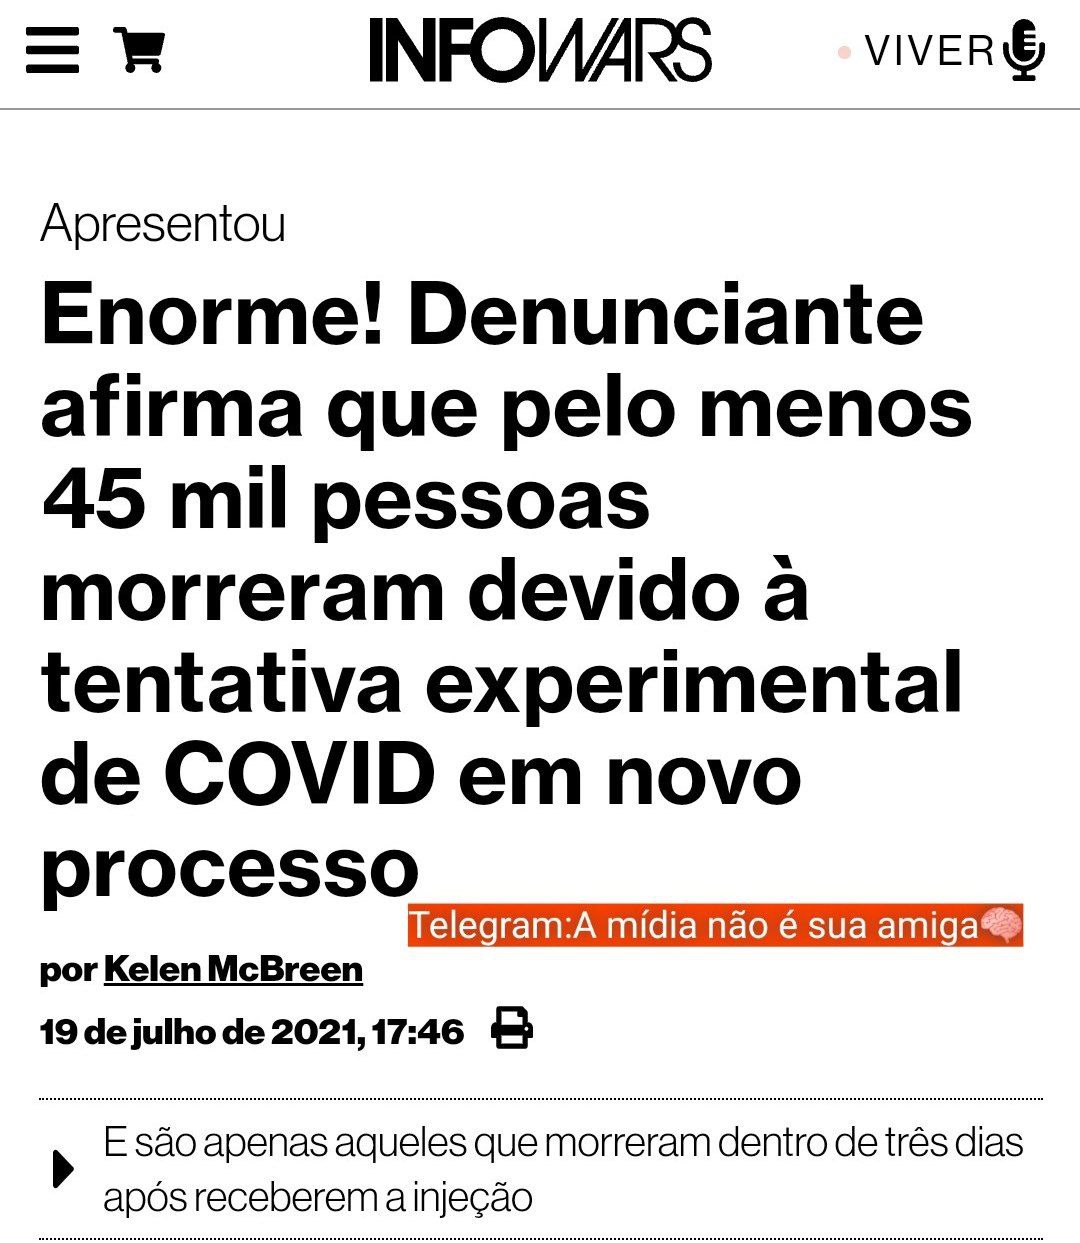 INFOWARS
VIVER
Apresentou
Enorme! Denunciante
afirma que pelo menos
45 mil pessoas
morreram devido à
tentativa experimental
de COVID em novo
processo
Telegram:A mídia não é sua amiga🧠
por Kelen McBreen
19 de julho de 2021, 17:46
E são apenas aqueles que morreram dentro de três dias
após receberem a injeção